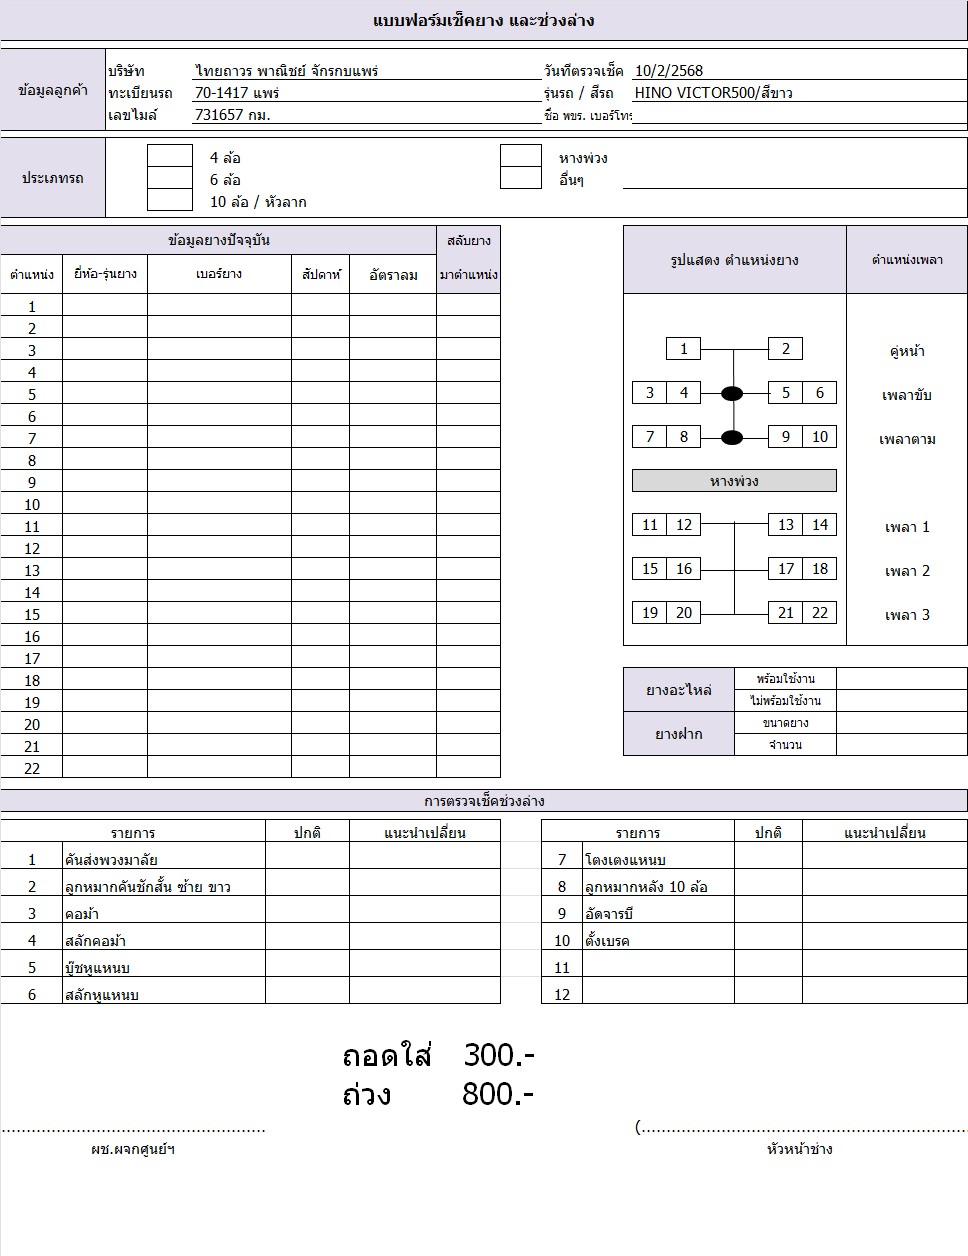 แบบฟอร์มเช็คยาง และช่วงล่าง
ข้อมูลลูกค้า
บริษัท ไทยถาวร พาณิชย์ จักรกบแพร่ วันที่ตรวจเช็ค 10/2/2568
ทะเบียนรถ 70-1417 แพร่ รุ่นรถ / สีรถ HINO VICTOR500/สีขาว
เลขไมล์ 731657 กม. ชื่อ พขร. เบอร์โทร
ประเภทรถ
4 ล้อ หางพ่วง
6 ล้อ อื่นๆ
10 ล้อ / หัวลาก
ข้อมูลยางปัจจุบัน สลับยาง
ตำแหน่ง ยี่ห้อ-รุ่นยาง เบอร์ยาง สัปดาห์ อัตราลม มาตำแหน่ง
1
2
3
4
5
6
7
8
9
10
11
12
13
14
15
16
17
18
19
20
21
22
รูปแสดง ตำแหน่งยาง ตำแหน่งเพลา
1 2 คู่หน้า
3 4 5 6 เพลาขับ
7 8 9 10 เพลาตาม
หางพ่วง
11 12 13 14 เพลา 1
15 16 17 18 เพลา 2
19 20 21 22 เพลา 3
ยางอะไหล่ พร้อมใช้งาน
ไม่พร้อมใช้งาน
ยางฝาก ขนาดยาง
จำนวน
การตรวจเช็คช่วงล่าง
รายการ ปกติ แนะนำเปลี่ยน รายการ ปกติ แนะนำเปลี่ยน
1 คันส่งพวงมาลัย 7 โตงเตงแหนบ
2 ลูกหมากคันชักสั้น ซ้าย ขาว 8 ลูกหมากหลัง 10 ล้อ
3 คอม้า 9 อัดจารบี
4 สลักคอม้า 10 ตั้งเบรค
5 บู๊ชหูแหนบ 11
6 สลักหูแหนบ 12
ถอดใส่ 300.-
ถ่วง 800.-
..................................................... (.................................................................
ผช.ผจกศูนย์ฯ หัวหน้าช่าง